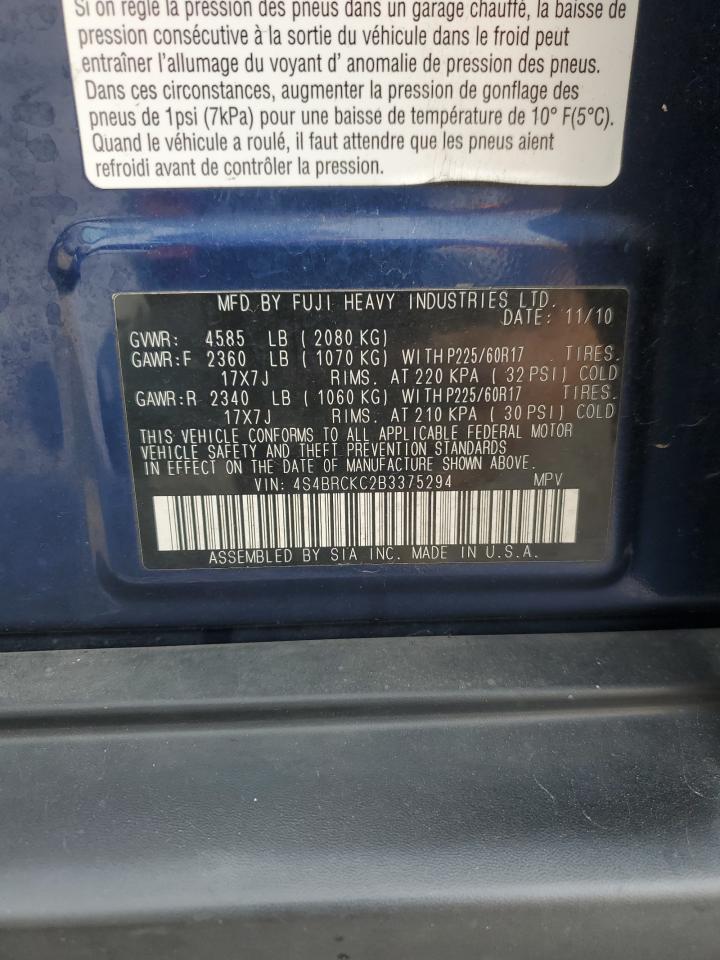 Si on règle la pression des pneus dans un garage chauffé, la baisse de
pression consécutive à la sortie du véhicule dans le froid peut
entraîner l'allumage du voyant d' anomalie de pression des pneus.
Dans ces circonstances, augmenter la pression de gonflage des
pneus de 1psi (7kPa) pour une baisse de température de 10° F(5°C).
Quand le véhicule a roulé, il faut attendre que les pneus aient
refroidi avant de contrôler la pression.
MFD BY FUJI HEAVY INDUSTRIES LTD.
DATE: 11/10
GVWR: 4585 LB ( 2080 KG)
GAWR:F 2360 LB ( 1070 KG) WITH P225/60R17 TIRES.
17X7J RIMS. AT 220 KPA ( 32 PSI) COLD
GAWR:R 2340 LB ( 1060 KG) WITH P225/60R17 TIRES.
17X7J RIMS. AT 210 KPA ( 30 PSI) COLD
THIS VEHICLE CONFORMS TO ALL APPLICABLE FEDERAL MOTOR
VEHICLE SAFETY AND THEFT PREVENTION STANDARDS
IN EFFECT ON THE DATE OF MANUFACTURE SHOWN ABOVE.
VIN: 4S4BRCKC2B3375294 MPV
ASSEMBLED BY SIA INC. MADE IN U.S.A.